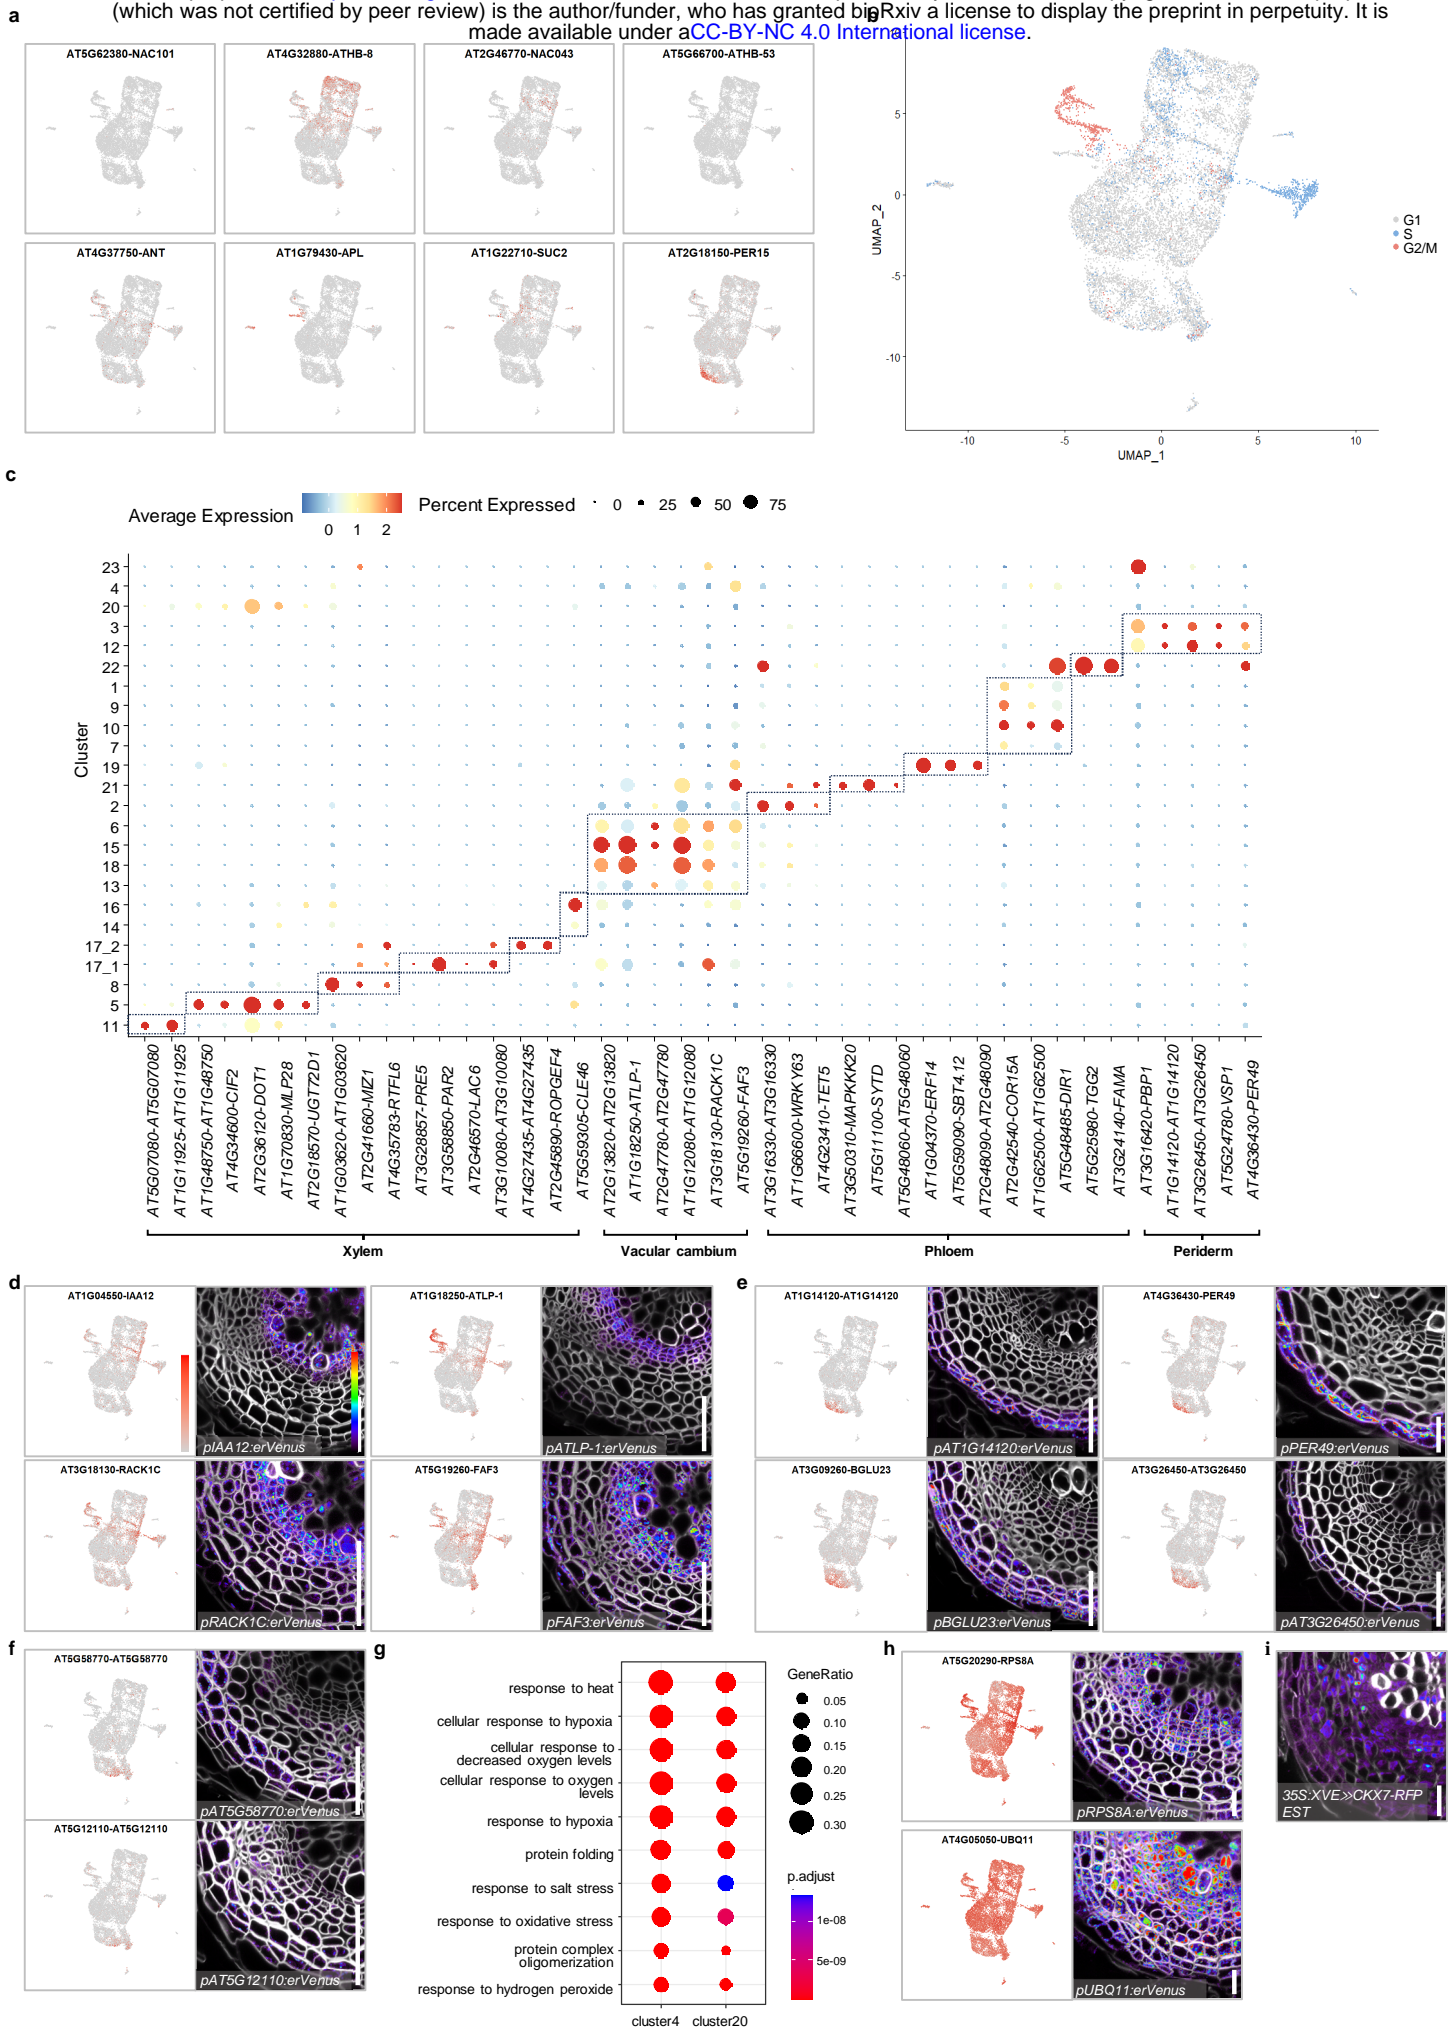 (which was not certified by peer review) is the author/funder, who has granted bioRxiv a license to display the preprint in perpetuity. It is
made available under aCC-BY-NC 4.0 International license.
a
AT5G62380-NAC101
AT4G32880-ATHB-8
AT2G46770-NAC043
AT5G66700-ATHB-53
AT4G37750-ANT
AT1G79430-APL
AT1G22710-SUC2
AT2G18150-PER15
b
UMAP_2
5
0
-5
-10
-10
-5
0
5
10
UMAP_1
G1
S
G2/M
c
Average Expression
0 1 2
Percent Expressed
0 25 50 75
Cluster
23
4
20
3
12
22
1
9
10
7
19
21
2
6
15
18
13
16
14
17_2
17_1
8
5
11
AT5G07080-AT5G07080
AT1G11925-AT1G11925
AT1G48750-AT1G48750
AT4G34600-CIF2
AT2G36120-DOT1
AT1G70830-MLP28
AT2G18570-UGT72D1
AT1G03620-AT1G03620
AT2G41660-MIZ1
AT4G35783-RTFL6
AT3G28857-PRE5
AT3G58850-PAR2
AT2G46570-LAC6
AT3G10080-AT3G10080
AT4G27435-AT4G27435
AT2G45890-ROPGEF4
AT5G59305-CLE46
AT2G13820-AT2G13820
AT1G18250-ATLP-1
AT2G47780-AT2G47780
AT1G12080-AT1G12080
AT3G18130-RACK1C
AT5G19260-FAF3
AT3G16330-AT3G16330
AT1G66600-WRKY63
AT4G23410-TET5
AT3G50310-MAPKKK20
AT5G11100-SYTD
AT5G48060-AT5G48060
AT1G04370-ERF14
AT5G59090-SBT4.12
AT2G48090-AT2G48090
AT2G42540-COR15A
AT1G62500-AT1G62500
AT5G48485-DIR1
AT5G25980-TGG2
AT3G24140-FAMA
AT3G16420-PBP1
AT1G14120-AT1G14120
AT3G26450-AT3G26450
AT5G24780-VSP1
AT4G36430-PER49
Xylem
Vacular cambium
Phloem
Periderm
d
AT1G04550-IAA12
pIAA12:erVenus
AT1G18250-ATLP-1
pATLP-1:erVenus
AT3G18130-RACK1C
pRACK1C:erVenus
AT5G19260-FAF3
pFAF3:erVenus
e
AT1G14120-AT1G14120
pAT1G14120:erVenus
AT4G36430-PER49
pPER49:erVenus
AT3G09260-BGLU23
pBGLU23:erVenus
AT3G26450-AT3G26450
pAT3G26450:erVenus
f
AT5G58770-AT5G58770
pAT5G58770:erVenus
AT5G12110-AT5G12110
pAT5G12110:erVenus
g
response to heat
cellular response to hypoxia
cellular response to
decreased oxygen levels
cellular response to oxygen
levels
response to hypoxia
protein folding
response to salt stress
response to oxidative stress
protein complex
oligomerization
response to hydrogen peroxide
cluster4 cluster20
GeneRatio
0.05
0.10
0.15
0.20
0.25
0.30
p.adjust
1e-08
5e-09
h
AT5G20290-RPS8A
pRPS8A:erVenus
AT4G05050-UBQ11
pUBQ11:erVenus
i
35S:XVE>>CKX7-RFP
EST